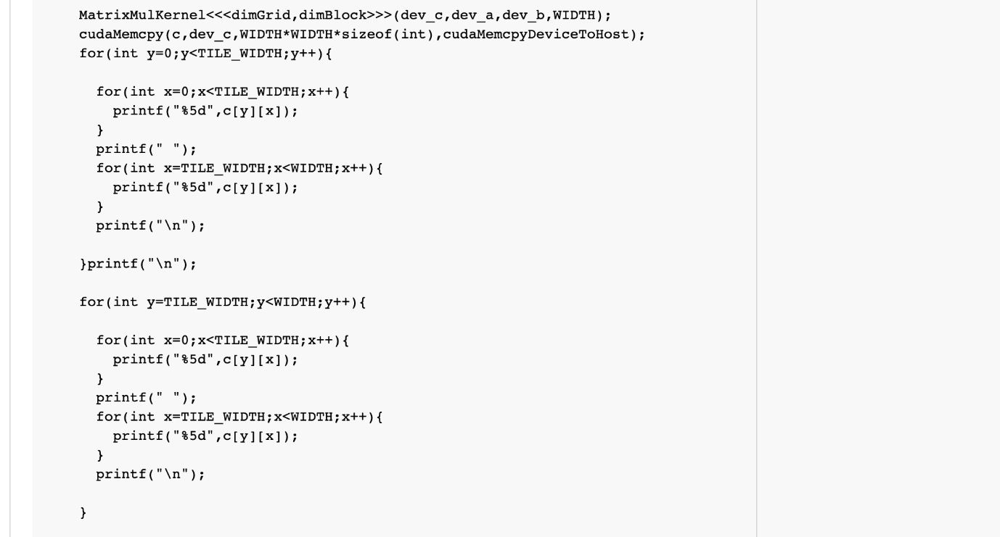 MatrixMulKernel<<<dimGrid,dimBlock>>>(dev_c,dev_a,dev_b,WIDTH);
cudaMemcpy(c,dev_c,WIDTH*WIDTH*sizeof(int),cudaMemcpyDeviceToHost);
for(int y=0;y<TILE_WIDTH;y++){
  for(int x=0;x<TILE_WIDTH;x++){
    printf("%5d",c[y][x]);
  }
  printf(" ");
  for(int x=TILE_WIDTH;x<WIDTH;x++){
    printf("%5d",c[y][x]);
  }
  printf("\n");
}printf("\n");
for(int y=TILE_WIDTH;y<WIDTH;y++){
  for(int x=0;x<TILE_WIDTH;x++){
    printf("%5d",c[y][x]);
  }
  printf(" ");
  for(int x=TILE_WIDTH;x<WIDTH;x++){
    printf("%5d",c[y][x]);
  }
  printf("\n");
}